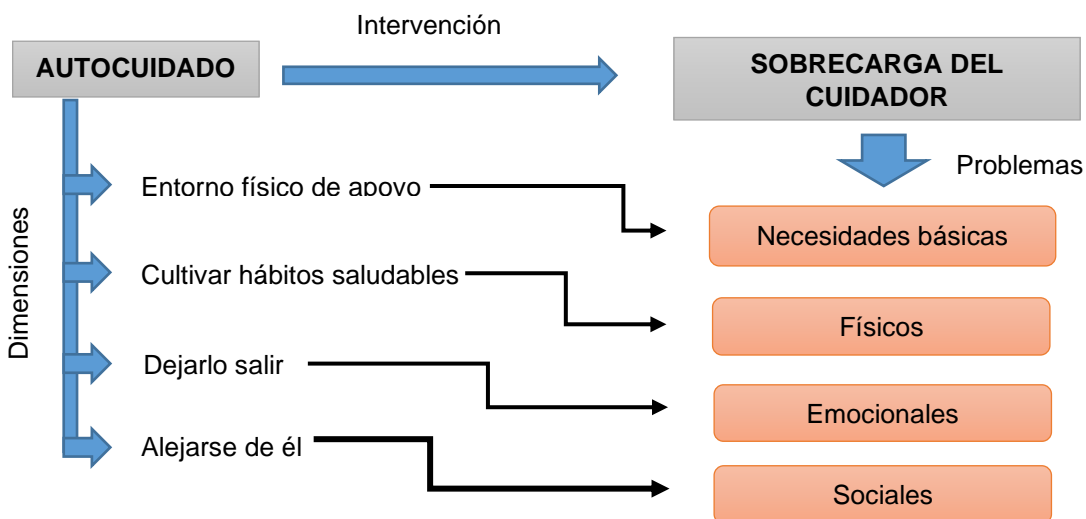 Intervención
AUTOCUIDADO
SOBRECARGA DEL
CUIDADOR
Problemas
Dimensiones
Entorno físico de apoyo
Necesidades básicas
Cultivar hábitos saludables
Físicos
Dejarlo salir
Emocionales
Alejarse de él
Sociales